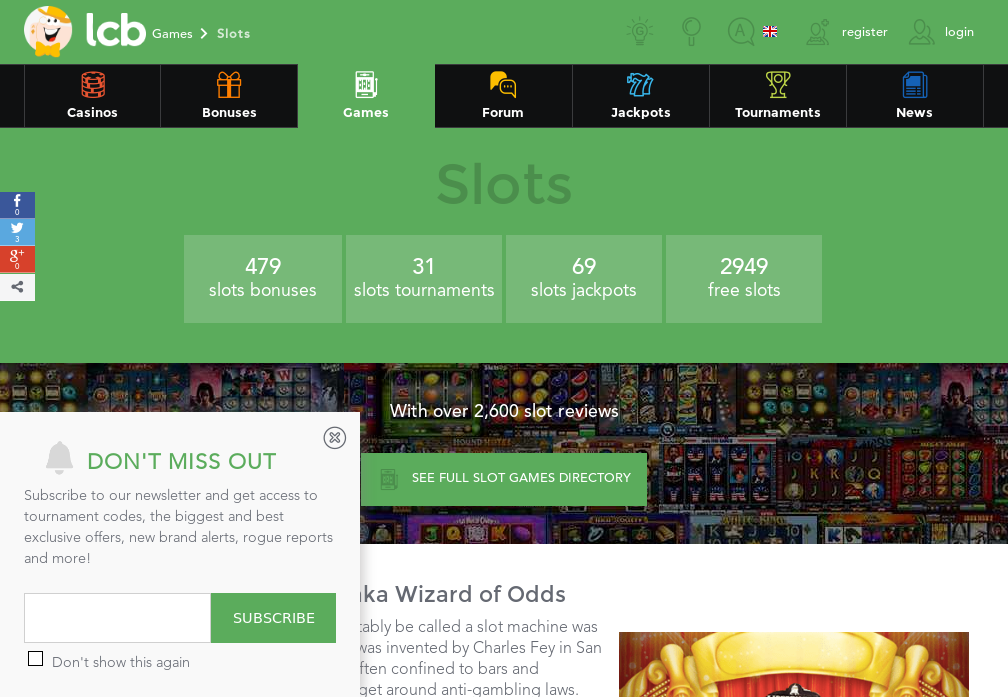 lcb Games Slots A register login
Casinos Bonuses Games Forum Jackpots Tournaments News
Slots
0
3
0
479 31 69 2949
slots bonuses slots tournaments slots jackpots free slots
With over 2,600 slot reviews
SEE FULL SLOT GAMES DIRECTORY
DON'T MISS OUT
Subscribe to our newsletter and get access to
tournament codes, the biggest and best
exclusive offers, new brand alerts, rogue reports
and more!
SUBSCRIBE
Don't show this again
aka Wizard of Odds
tably be called a slot machine was
was invented by Charles Fey in San
ften confined to bars and
get around anti-gambling laws.